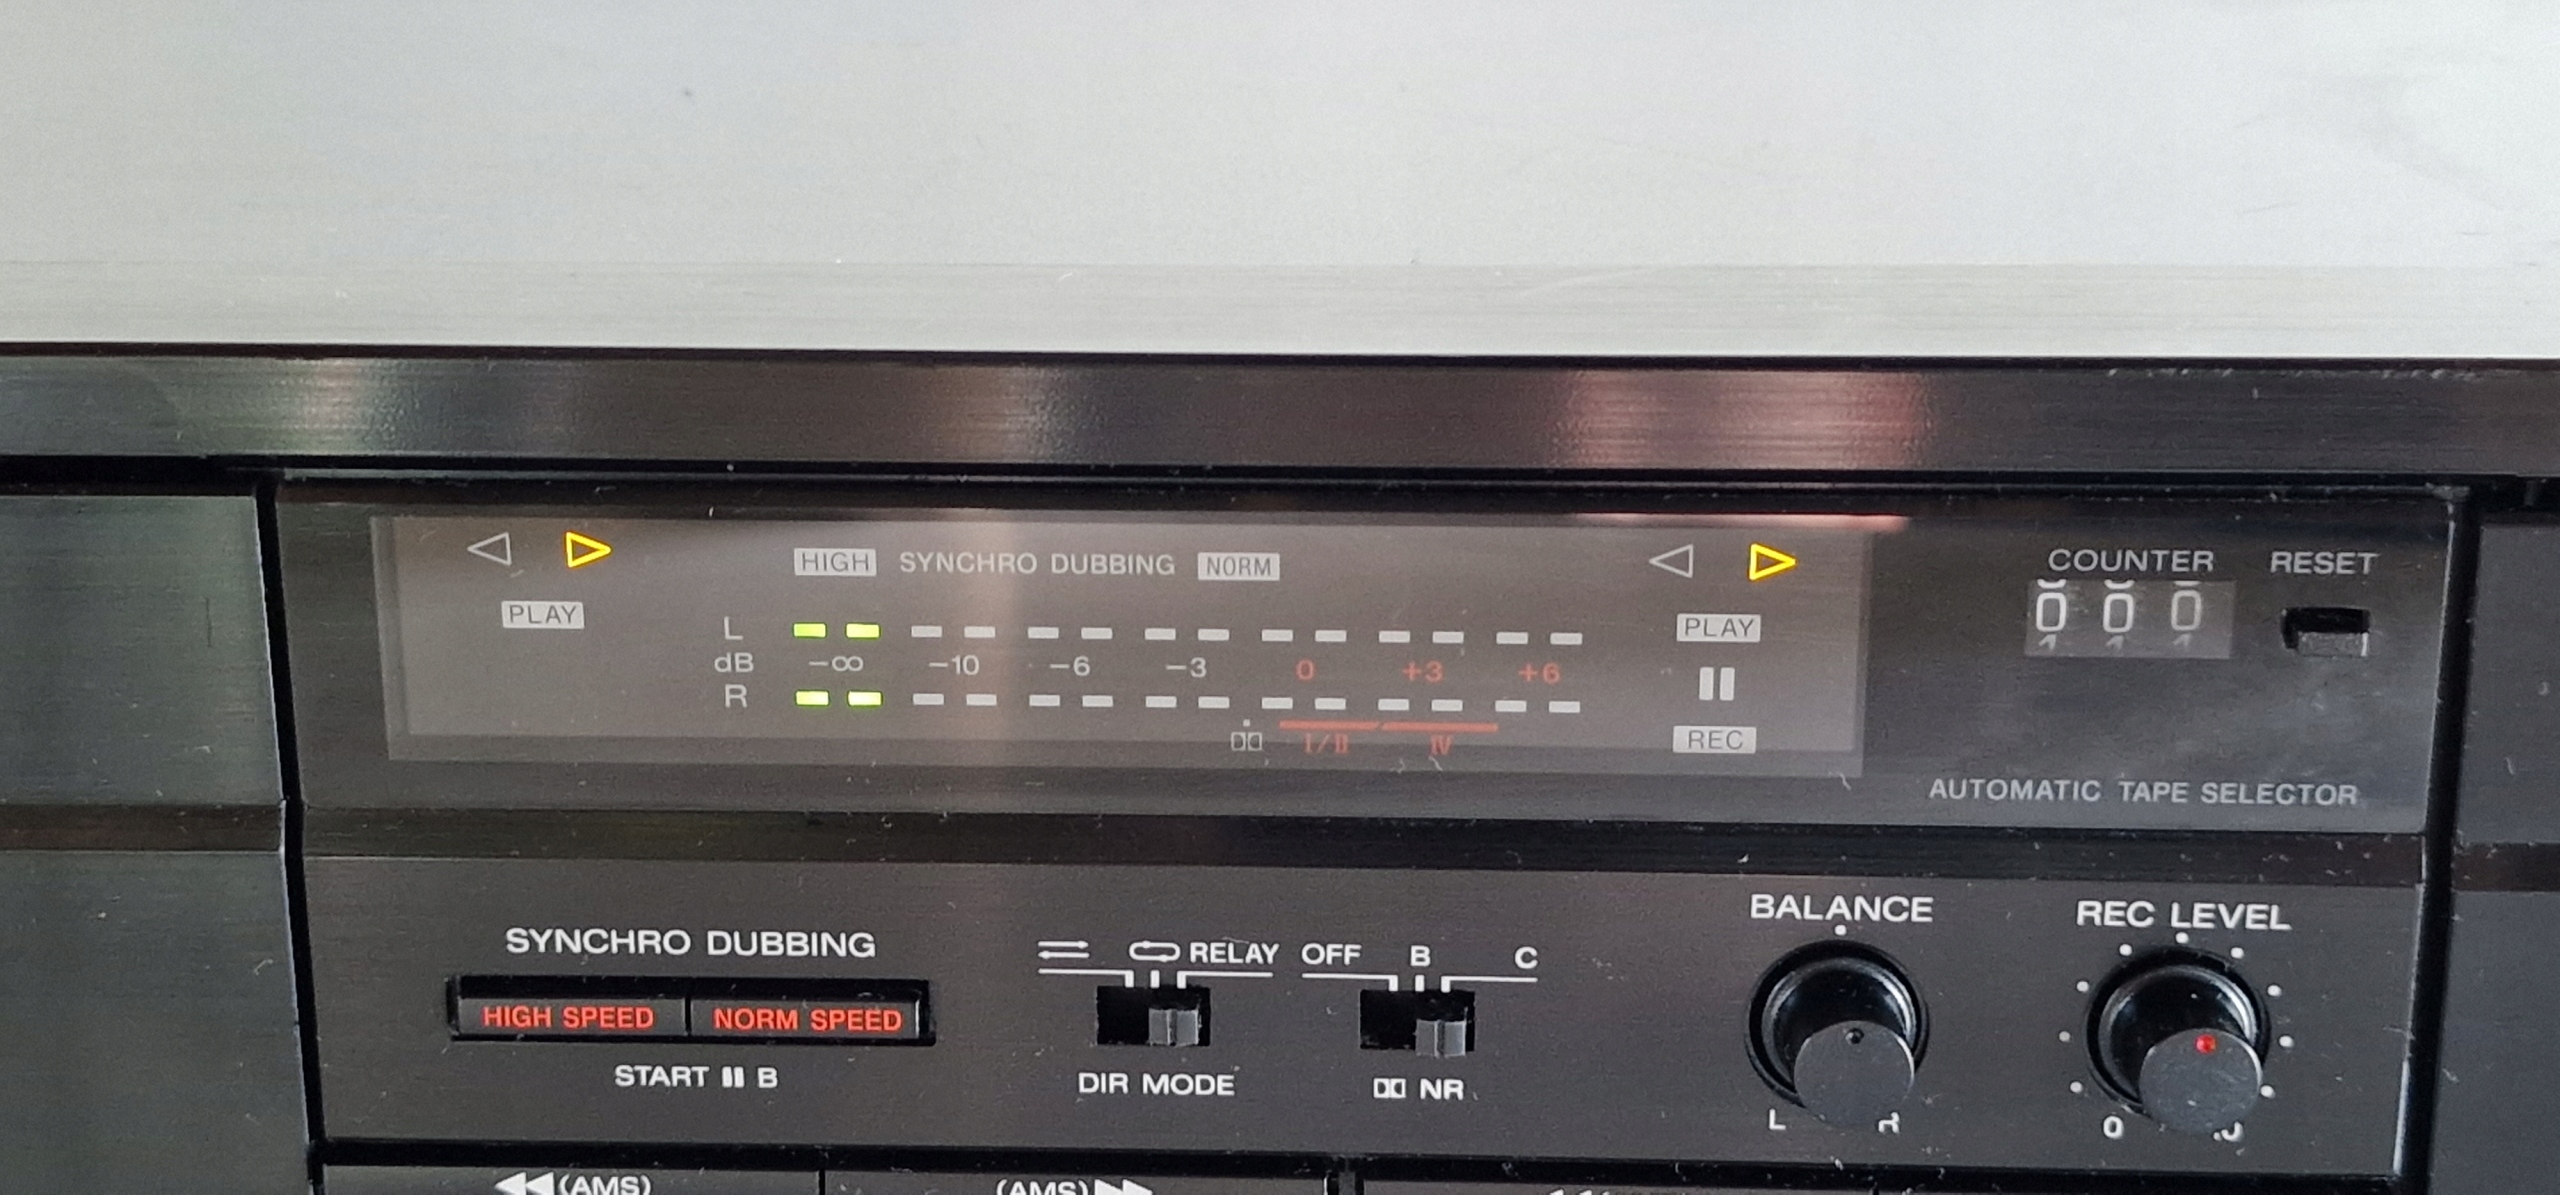 HIGH SYNCHRO DUBBING NORM
COUNTER RESET
PLAY
L
PLAY
000
dB -∞ -10 -6 -3 0 +3 +6
R
I/II IV
REC
AUTOMATIC TAPE SELECTOR
SYNCHRO DUBBING
HIGH SPEED NORM SPEED
START II B
RELAY
DIR MODE
OFF B C
NR
BALANCE
L R
REC LEVEL
0
◀◀(AMS)
(AMS)▶▶